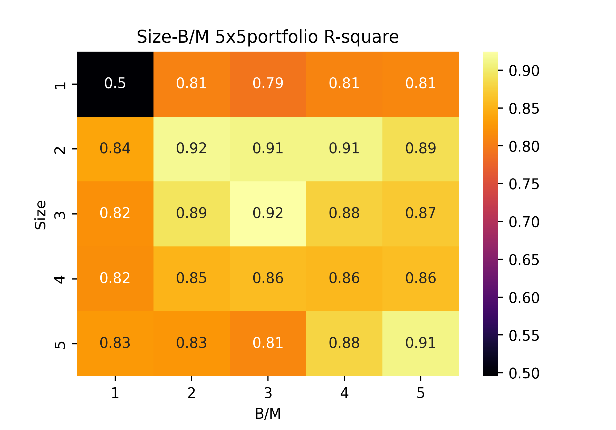 Size-B/M 5x5portfolio R-square
1 0.5 0.81 0.79 0.81 0.81
2 0.84 0.92 0.91 0.91 0.89
3 0.82 0.89 0.92 0.88 0.87
4 0.82 0.85 0.86 0.86 0.86
5 0.83 0.83 0.81 0.88 0.91
1 2 3 4 5
B/M
Size
0.90
0.85
0.80
0.75
0.70
0.65
0.60
0.55
0.50